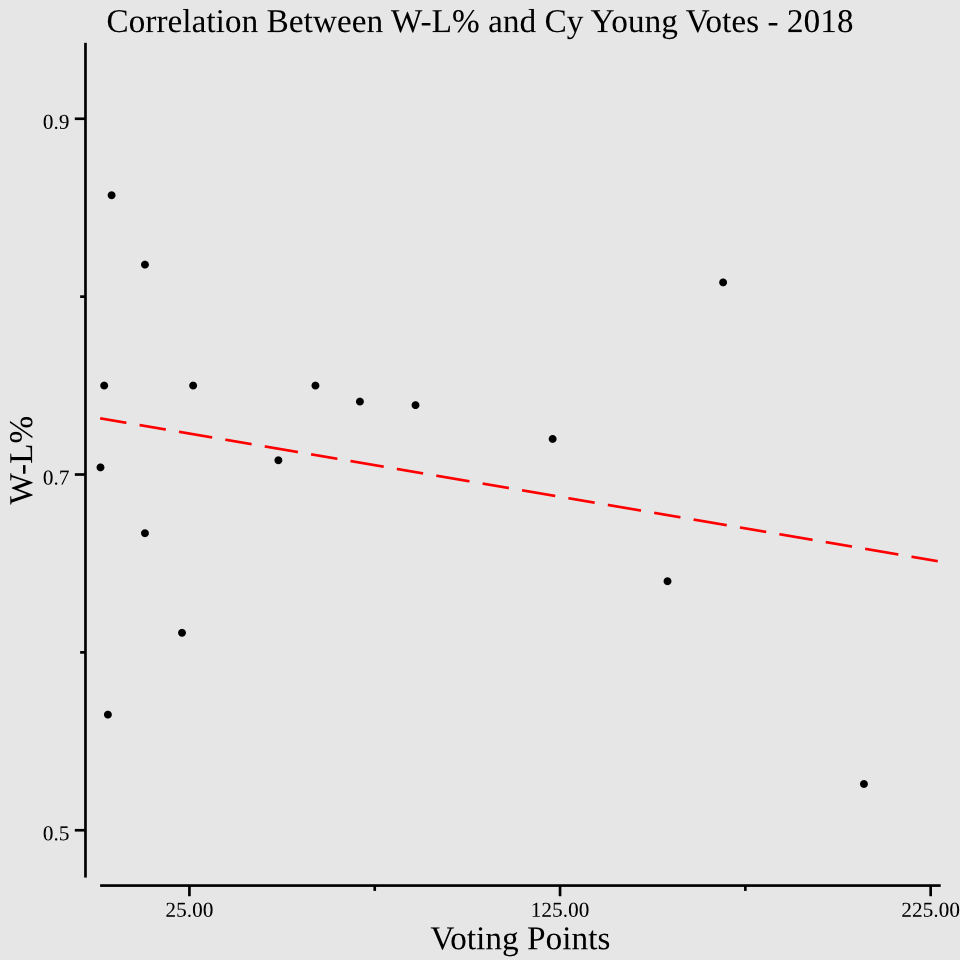 Correlation Between W-L% and Cy Young Votes - 2018
0.9
0.7
0.5
W-L%
25.00
125.00
225.00
Voting Points